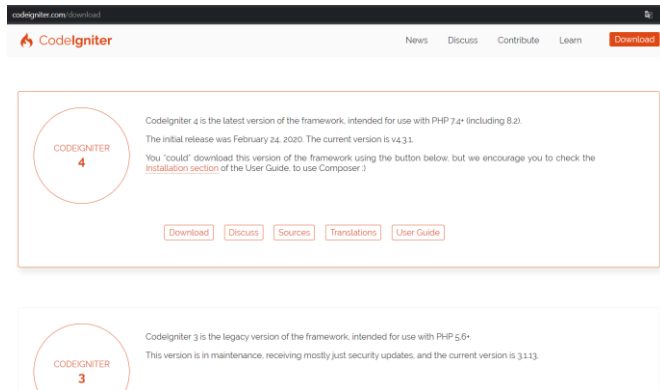 codeigniter.com/download
CodeIgniter
News Discuss Contribute Learn Download
CODEIGNITER
4
CodeIgniter 4 is the latest version of the framework, intended for use with PHP 7.4+ (including 8.2).
The initial release was February 24, 2020. The current version is v4.3.1.
You *could* download this version of the framework using the button below, but we encourage you to check the
Installation section of the User Guide, to use Composer :)
Download Discuss Sources Translations User Guide
CODEIGNITER
3
CodeIgniter 3 is the legacy version of the framework, intended for use with PHP 5.6+.
This version is in maintenance, receiving mostly just security updates, and the current version is 3.1.13.